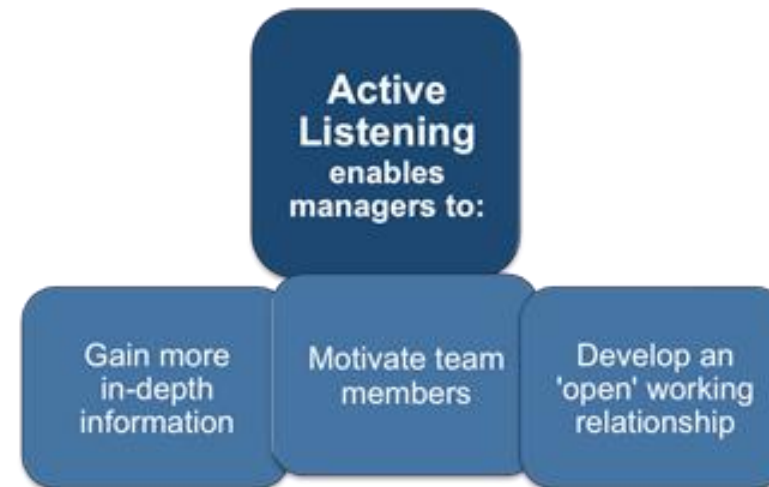 Active
Listening
enables
managers to:
Gain more
in-depth
information
Motivate team
members
Develop an
'open' working
relationship